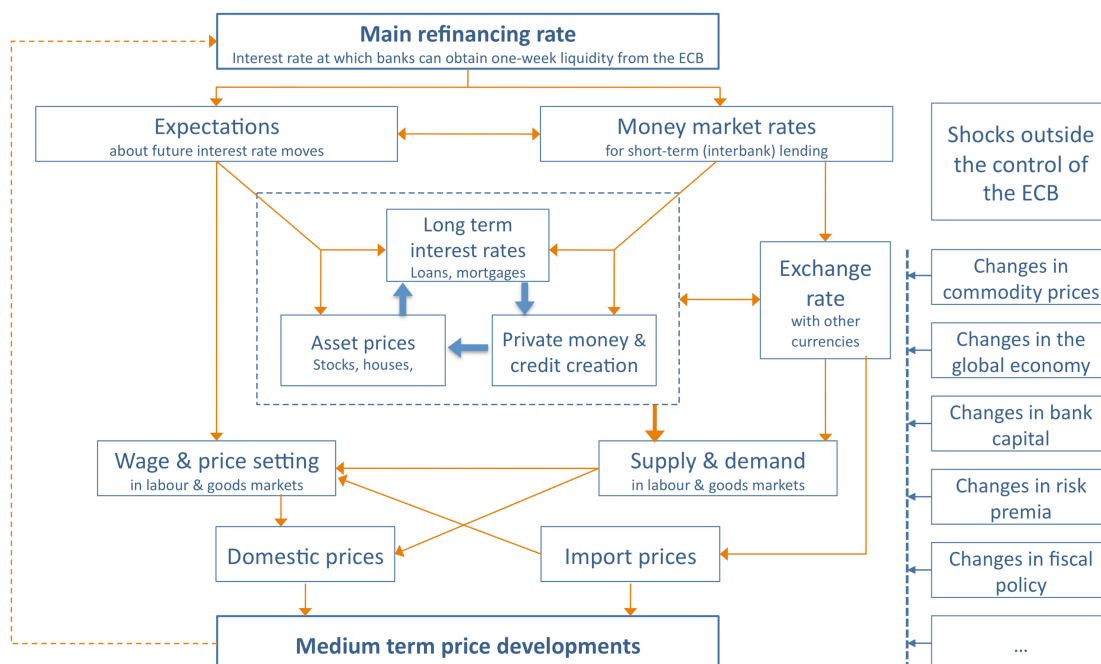 Main refinancing rate
Interest rate at which banks can obtain one-week liquidity from the ECB
Expectations
about future interest rate moves
Money market rates
for short-term (interbank) lending
Shocks outside
the control of
the ECB
Long term
interest rates
Loans, mortgages
Exchange
rate
with other
currencies
Changes in
commodity prices
Asset prices
Stocks, houses,
Private money &
credit creation
Changes in the
global economy
Changes in bank
capital
Wage & price setting
in labour & goods markets
Supply & demand
in labour & goods markets
Changes in risk
premia
Domestic prices
Import prices
Changes in fiscal
policy
Medium term price developments
...